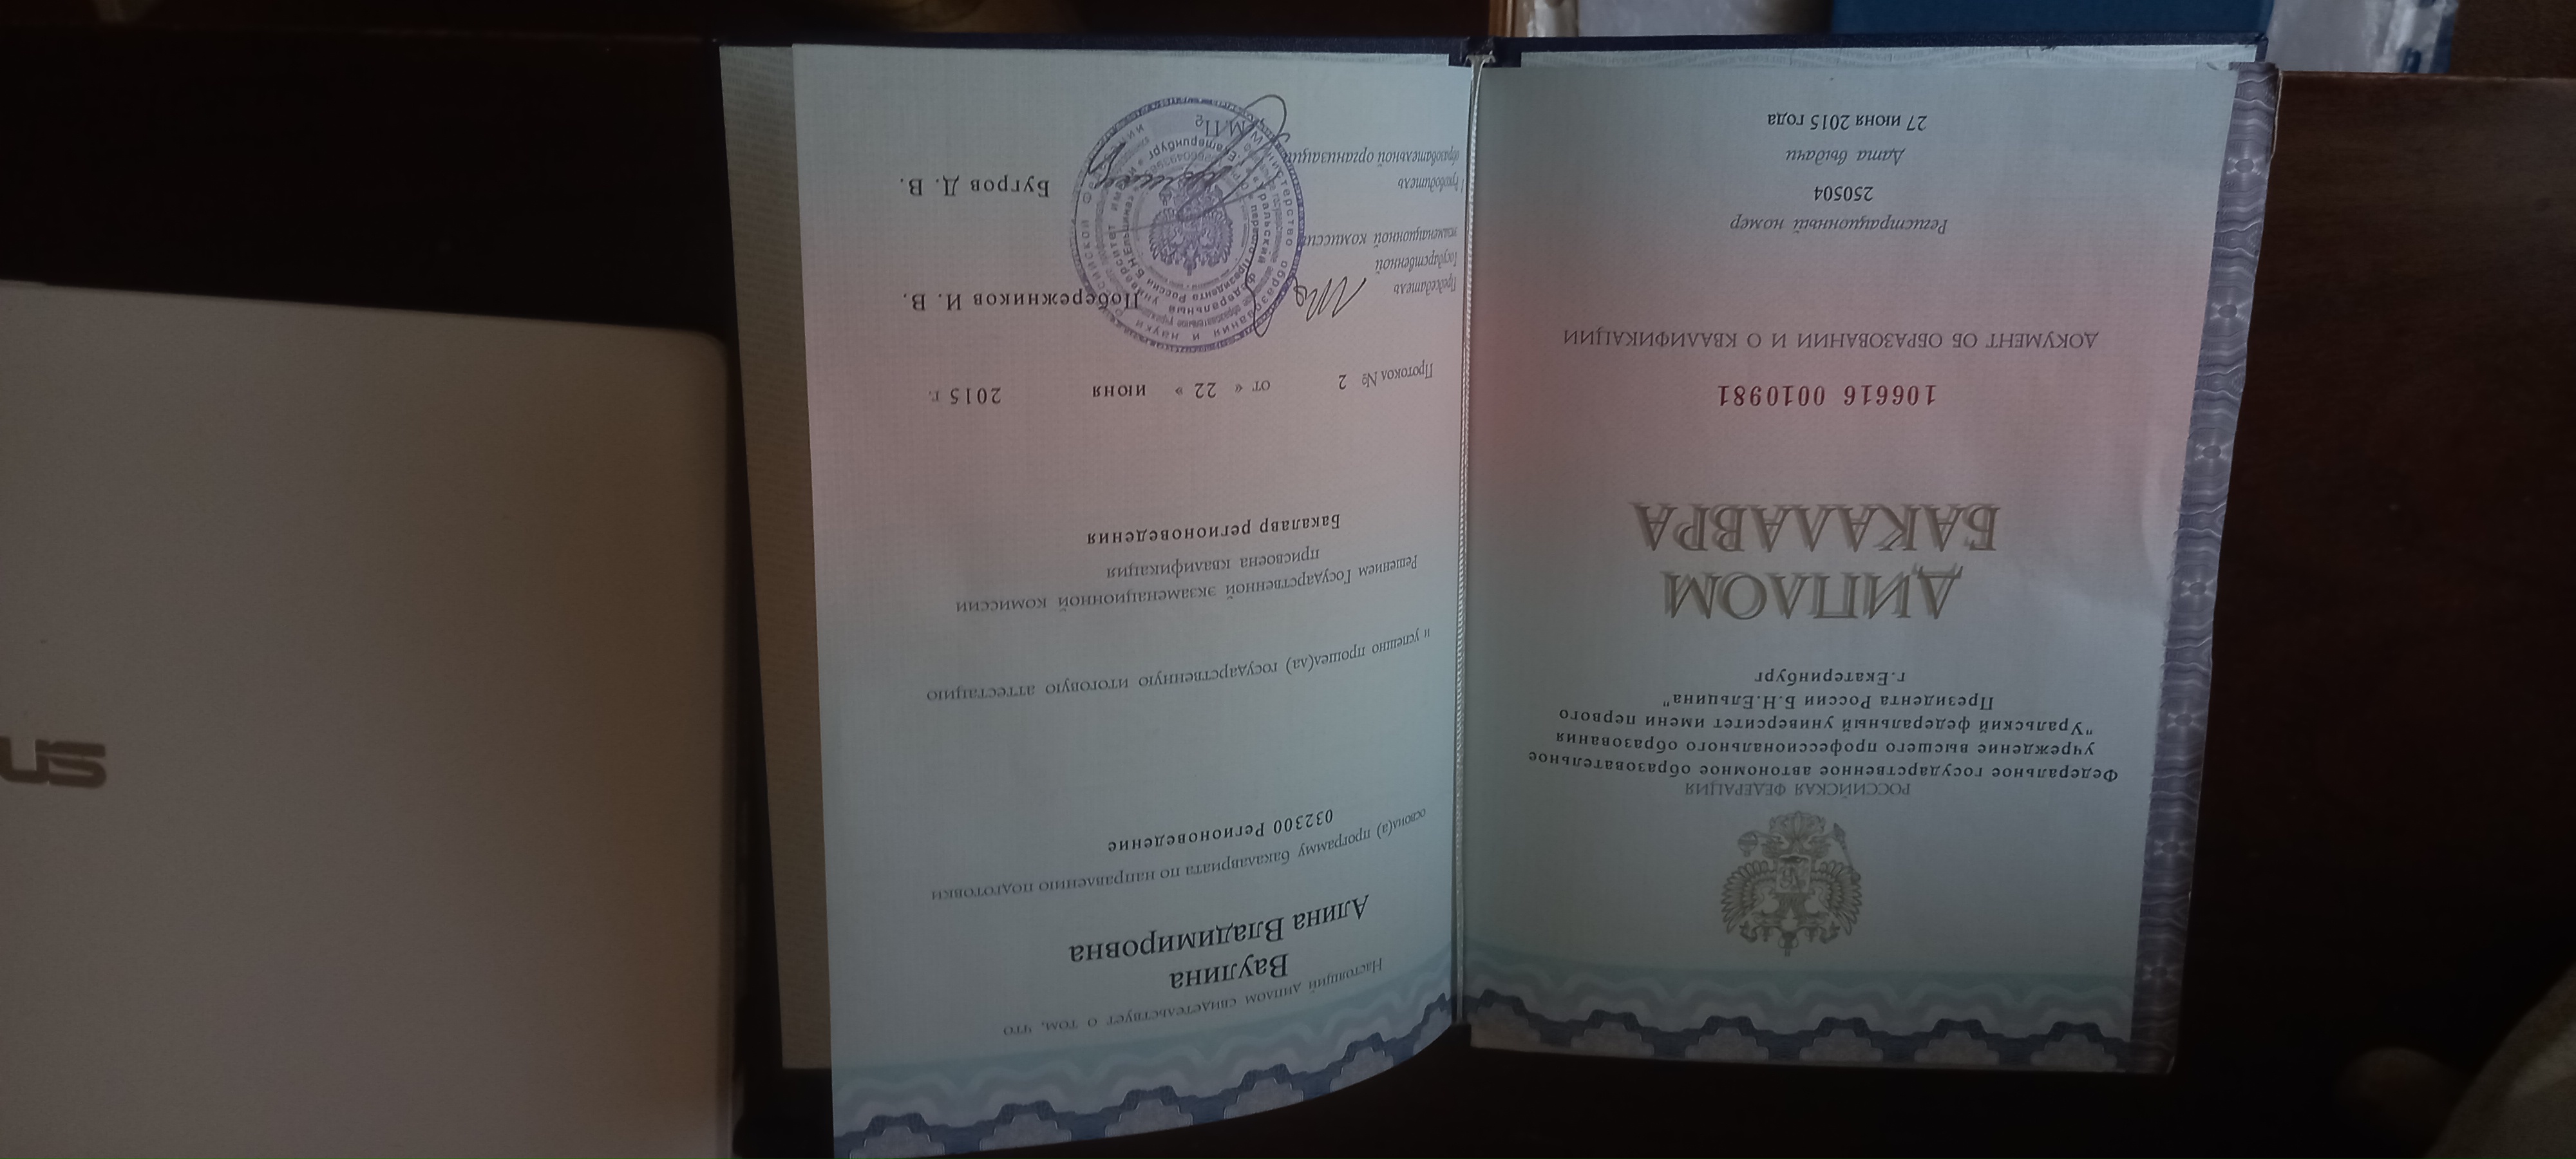 РОССИЙСКАЯ ФЕДЕРАЦИЯ
Федеральное государственное автономное образовательное
учреждение высшего профессионального образования
"Уральский федеральный университет имени первого
Президента России Б.Н.Ельцина"
г.Екатеринбург
ДИПЛОМ
БАКАЛАВРА
106616 0010981
ДОКУМЕНТ ОБ ОБРАЗОВАНИИ И О КВАЛИФИКАЦИИ
Регистрационный номер
250504
Дата выдачи
27 июня 2015 года
Настоящий диплом свидетельствует о том, что
Ваулина
Алина Владимировна
освоил(а) программу бакалавриата по направлению подготовки
032300 Регионоведение
и успешно прошел(ла) государственную итоговую аттестацию
Решением Государственной экзаменационной комиссии
присвоена квалификация
Бакалавр регионоведения
Протокол № 2 от « 22 » июня 2015 г.
Председатель
Государственной
экзаменационной комиссии
Побережников И. В.
Руководитель
образовательной организации
Бугров Д. В.
М.П.
US